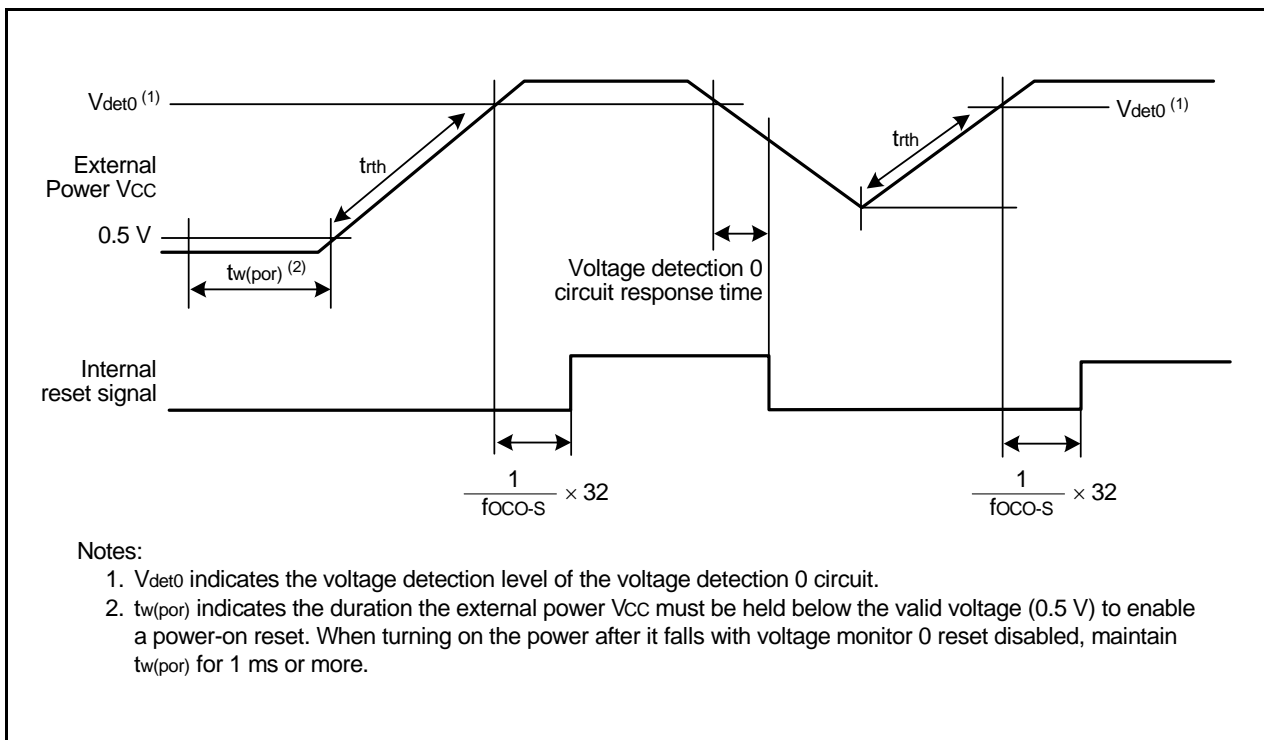 Vdet0 (1)
External
Power VCC
0.5 V
tw(por) (2)
trth
Voltage detection 0
circuit response time
trth
Vdet0 (1)
Internal
reset signal
1
fOCO-S
× 32
1
fOCO-S
× 32
Notes:
1. Vdet0 indicates the voltage detection level of the voltage detection 0 circuit.
2. tw(por) indicates the duration the external power VCC must be held below the valid voltage (0.5 V) to enable
a power-on reset. When turning on the power after it falls with voltage monitor 0 reset disabled, maintain
tw(por) for 1 ms or more.